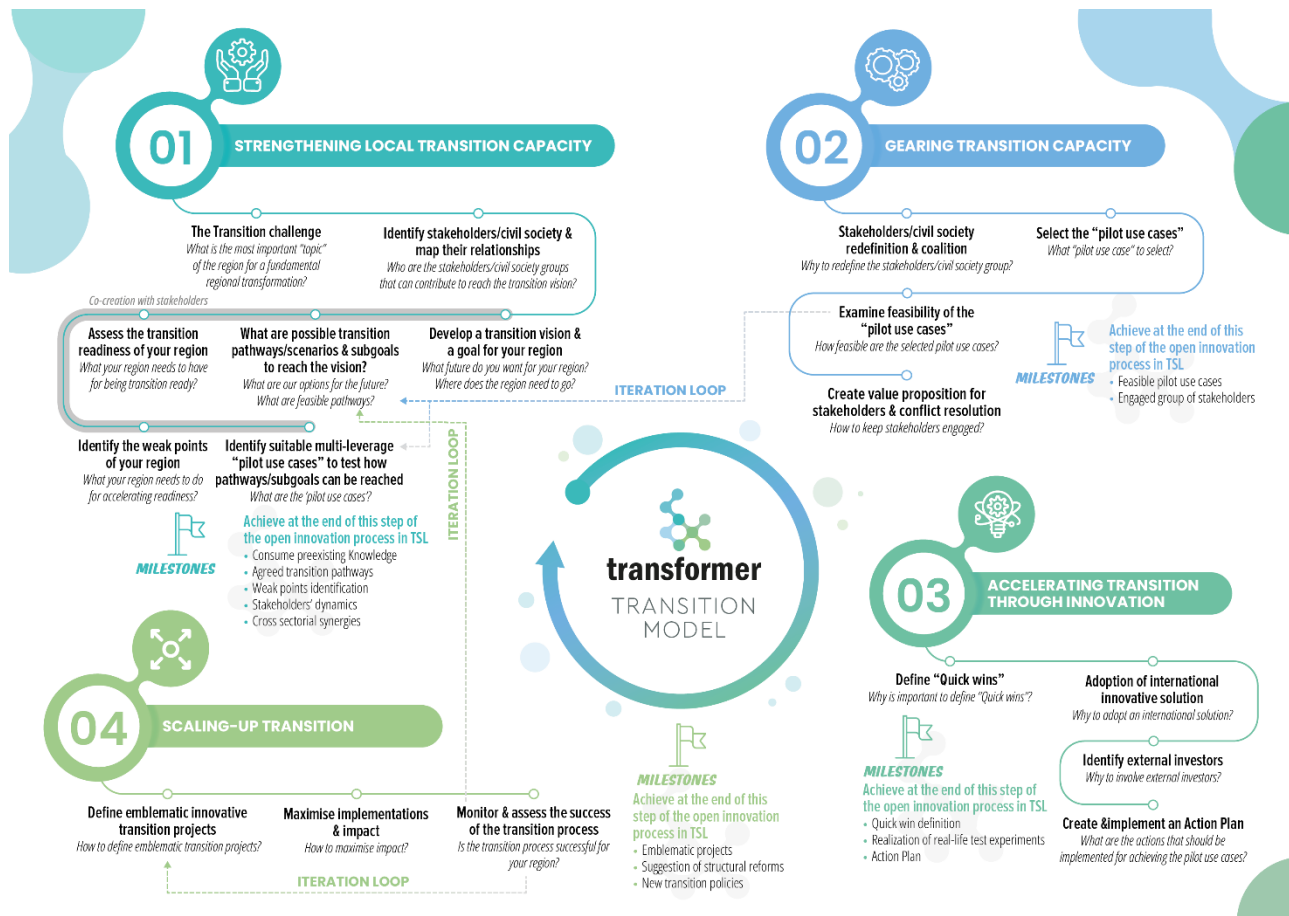 01
STRENGTHENING LOCAL TRANSITION CAPACITY
The Transition challenge
What is the most important "topic"
of the region for a fundamental
regional transformation?
Identify stakeholders/civil society &
map their relationships
Who are the stakeholders/civil society groups
that can contribute to reach the transition vision?
Co-creation with stakeholders
Assess the transition
readiness of your region
What your region needs to have
for being transition ready?
What are possible transition
pathways/scenarios & subgoals
to reach the vision?
What are our options for the future?
What are feasible pathways?
Develop a transition vision &
a goal for your region
What future do you want for your region?
Where does the region need to go?
Identify the weak points
of your region
What your region needs to do
for accelerating readiness?
Identify suitable multi-leverage
"pilot use cases" to test how
pathways/subgoals can be reached
What are the 'pilot use cases'?
MILESTONES
Achieve at the end of this step of
the open innovation process in TSL
• Consume preexisting Knowledge
• Agreed transition pathways
• Weak points identification
• Stakeholders' dynamics
• Cross sectorial synergies
02
GEARING TRANSITION CAPACITY
Stakeholders/civil society
redefinition & coalition
Why to redefine the stakeholders/civil society group?
Select the "pilot use cases"
What "pilot use case" to select?
Examine feasibility of the
"pilot use cases"
How feasible are the selected pilot use cases?
Create value proposition for
stakeholders & conflict resolution
How to keep stakeholders engaged?
MILESTONES
Achieve at the end of this
step of the open innovation
process in TSL
• Feasible pilot use cases
• Engaged group of stakeholders
ITERATION LOOP
ITERATION LOOP
transformer
TRANSITION
MODEL
03
ACCELERATING TRANSITION
THROUGH INNOVATION
Define "Quick wins"
Why is important to define "Quick wins"?
Adoption of international
innovative solution
Why to adopt an international solution?
Identify external investors
Why to involve external investors?
Create &implement an Action Plan
What are the actions that should be
implemented for achieving the pilot use cases?
MILESTONES
Achieve at the end of this step of
the open innovation process in TSL
• Quick win definition
• Realization of real-life test experiments
• Action Plan
04
SCALING-UP TRANSITION
Define emblematic innovative
transition projects
How to define emblematic transition projects?
Maximise implementations
& impact
How to maximise impact?
Monitor & assess the success
of the transition process
Is the transition process successful for
your region?
ITERATION LOOP
MILESTONES
Achieve at the end of this
step of the open innovation
process in TSL
• Emblematic projects
• Suggestion of structural reforms
• New transition policies